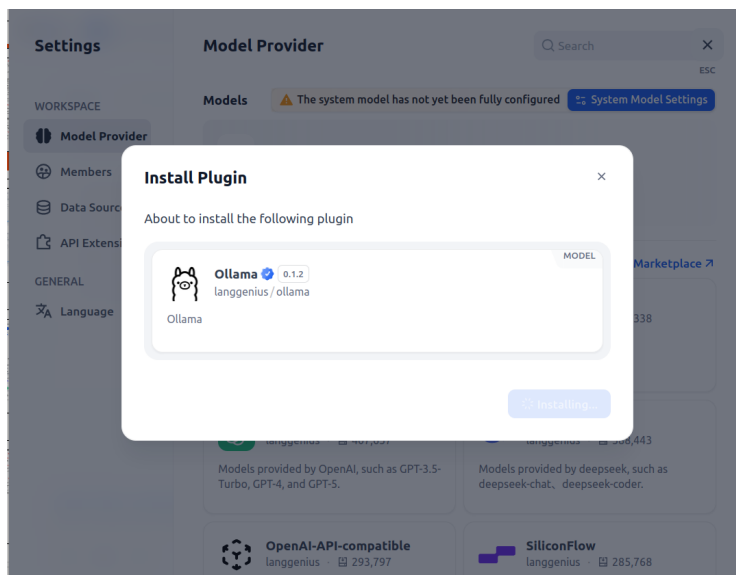 Settings
Model Provider
Search
ESC
WORKSPACE
Models
The system model has not yet been fully configured
System Model Settings
Model Provider
Members
Data Sourc
API Extensi
GENERAL
Language
Marketplace
338
Install Plugin
About to install the following plugin
MODEL
Ollama 0.1.2
langgenius / ollama
Ollama
Installing...
langgenius
langgenius
,443
Models provided by OpenAI, such as GPT-3.5-
Turbo, GPT-4, and GPT-5.
Models provided by deepseek, such as
deepseek-chat、deepseek-coder.
OpenAI-API-compatible
langgenius · 293,797
SiliconFlow
langgenius · 285,768